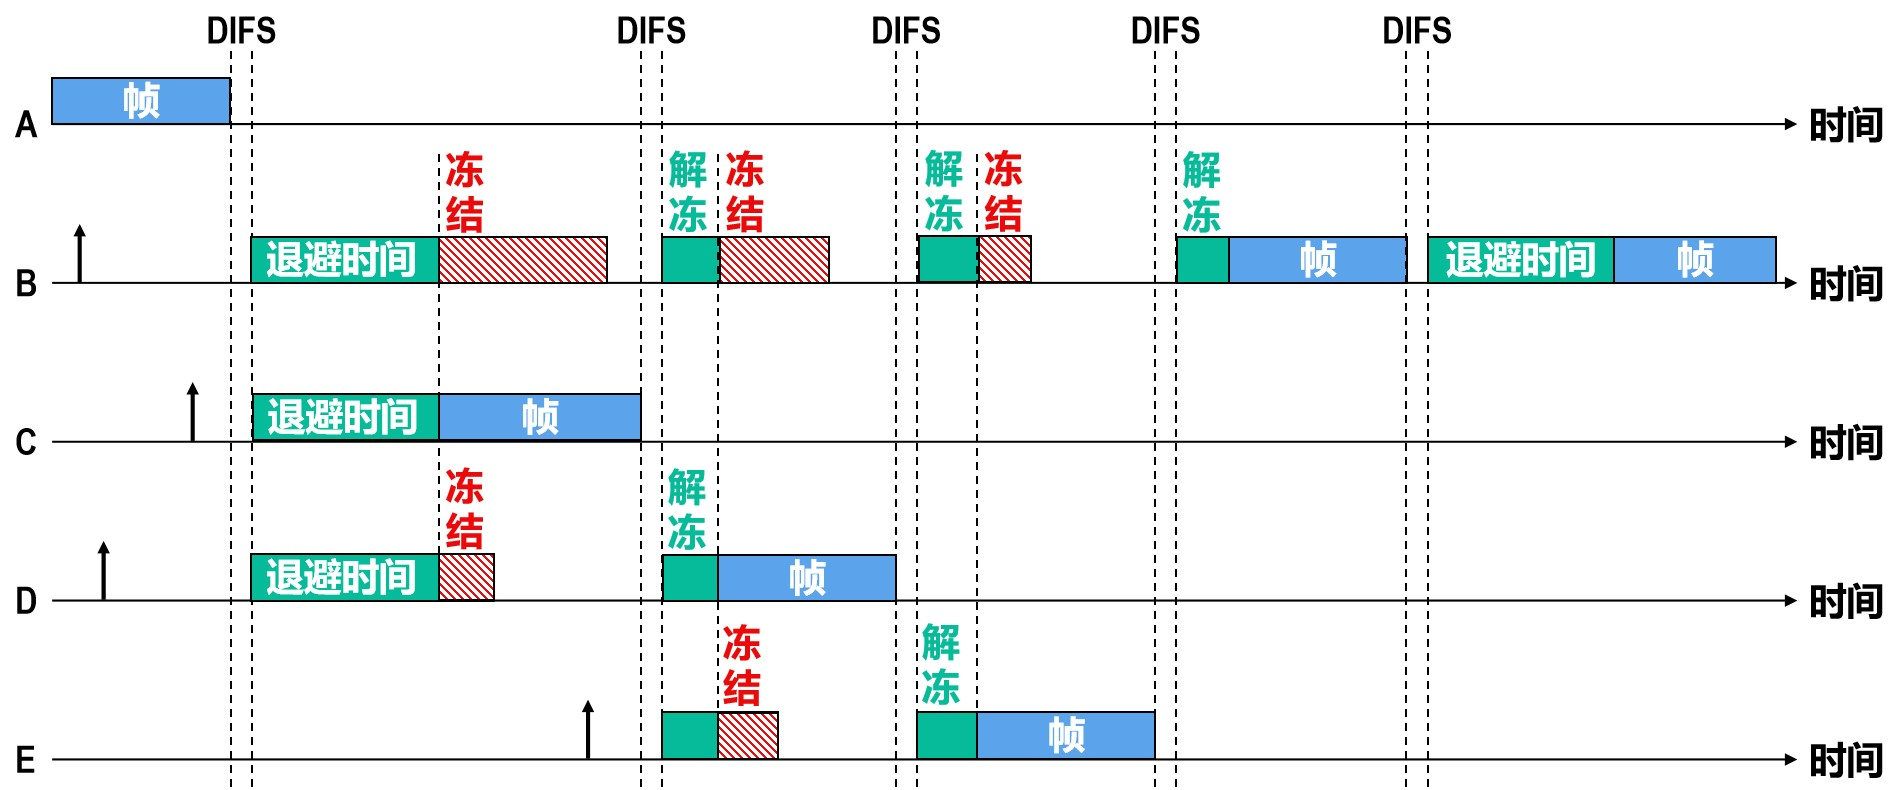 DIFS DIFS DIFS DIFS DIFS
帧
A 时间
冻结 解冻 冻结 解冻 冻结 解冻
退避时间 帧 退避时间 帧
B 时间
退避时间 帧
C 时间
冻结 解冻
退避时间 帧
D 时间
冻结 解冻
帧
E 时间